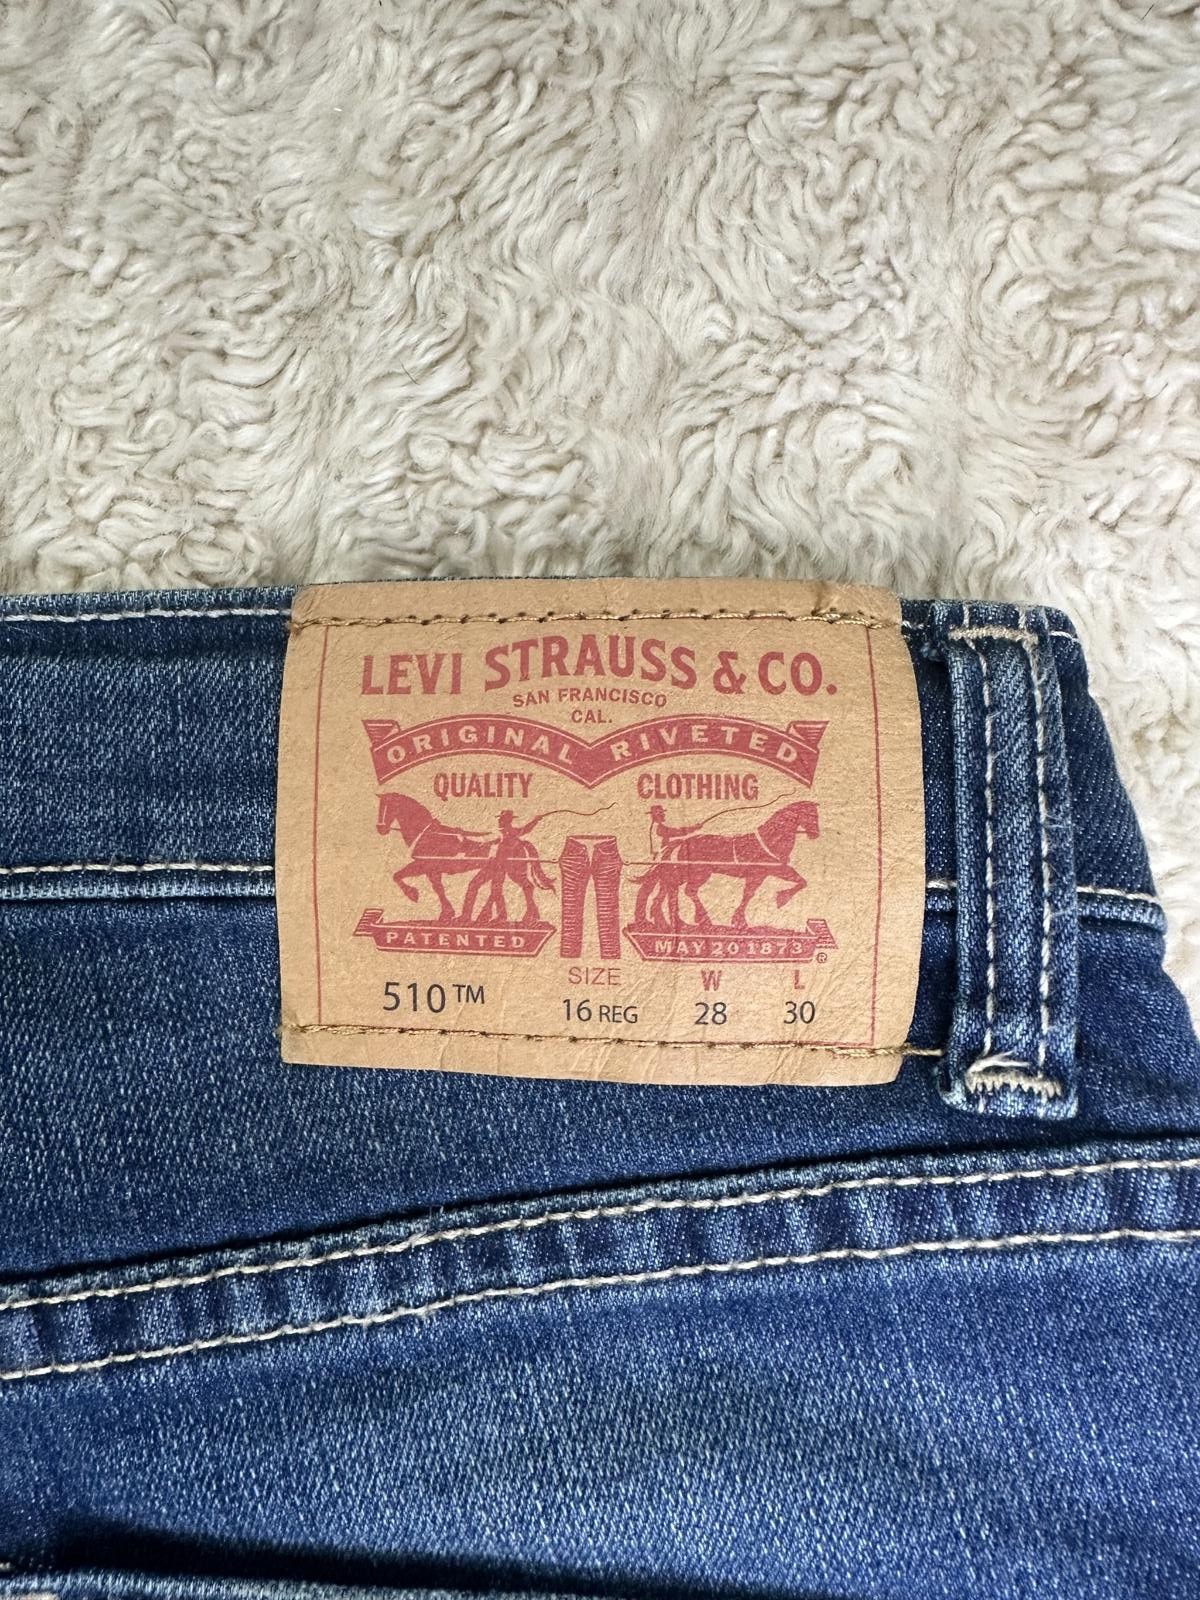 LEVI STRAUSS & CO.
SAN FRANCISCO
CAL.
ORIGINAL RIVETED
QUALITY CLOTHING
PATENTED MAY 20 1873 ®
SIZE W L
510™ 16 REG 28 30